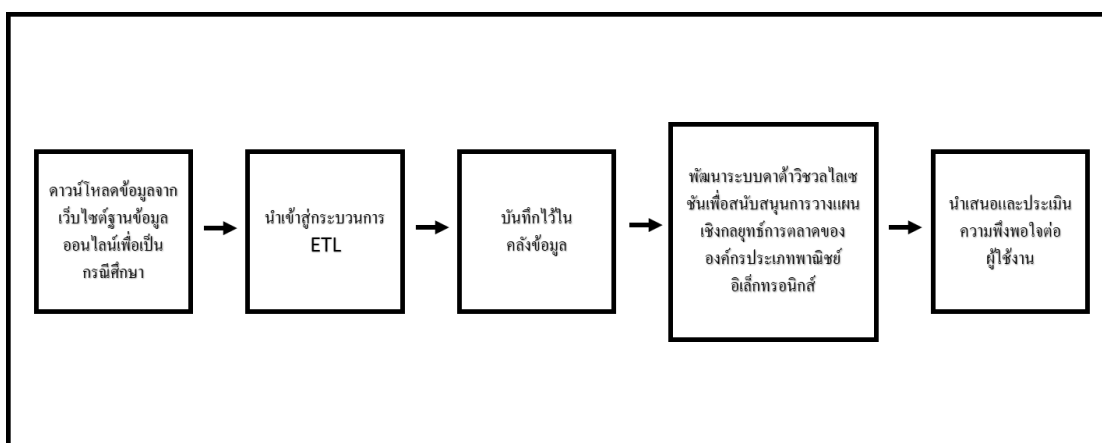 ดาวน์โหลดข้อมูลจาก
เว็บไซต์ฐานข้อมูล
ออนไลน์เพื่อเป็น
กรณีศึกษา
นำเข้าสู่กระบวนการ
ETL
บันทึกไว้ใน
คลังข้อมูล
พัฒนาระบบดาต้าวิชวลไลเซ
ชันเพื่อสนับสนุนการวางแผน
เชิงกลยุทธ์การตลาดของ
องค์กรประเภทพาณิชย์
อิเล็กทรอนิกส์
นำเสนอและประเมิน
ความพึงพอใจต่อ
ผู้ใช้งาน